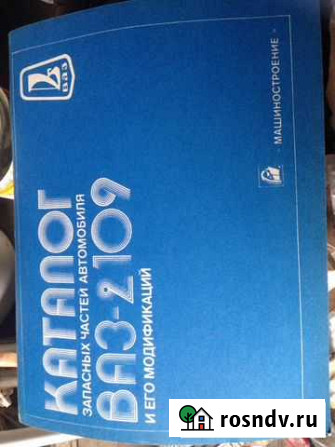 ВАЗ
КАТАЛОГ
ЗАПАСНЫХ ЧАСТЕЙ АВТОМОБИЛЯ
ВАЗ-2109
И ЕГО МОДИФИКАЦИЙ
· МАШИНОСТРОЕНИЕ ·
rosndv.ru